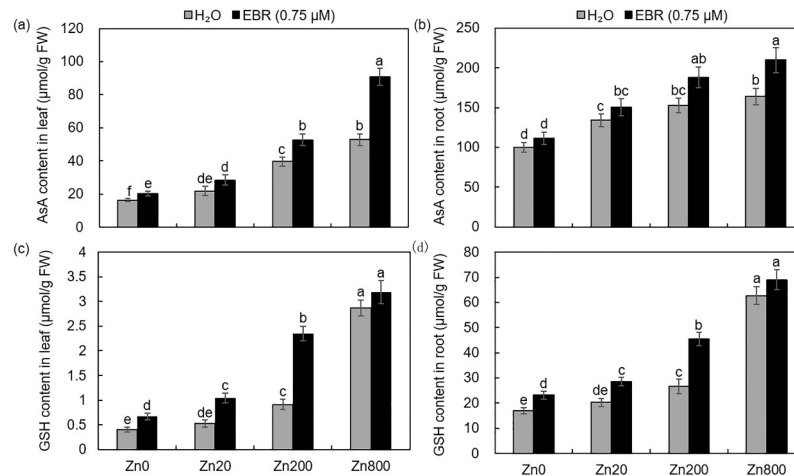 (a)
H₂O
EBR (0.75 μM)
AsA content in leaf (μmol/g FW)
120
100
80
60
40
20
0
f
e
de
d
c
b
b
a
(b)
H₂O
EBR (0.75 μM)
AsA content in root (μmol/g FW)
250
200
150
100
50
0
d
d
c
bc
bc
ab
b
a
(c)
GSH content in leaf (μmol/g FW)
4
3.5
3
2.5
2
1.5
1
0.5
0
e
d
de
c
c
b
a
a
Zn0
Zn20
Zn200
Zn800
(d)
GSH content in root (μmol/g FW)
80
70
60
50
40
30
20
10
0
e
d
de
c
c
b
a
a
Zn0
Zn20
Zn200
Zn800